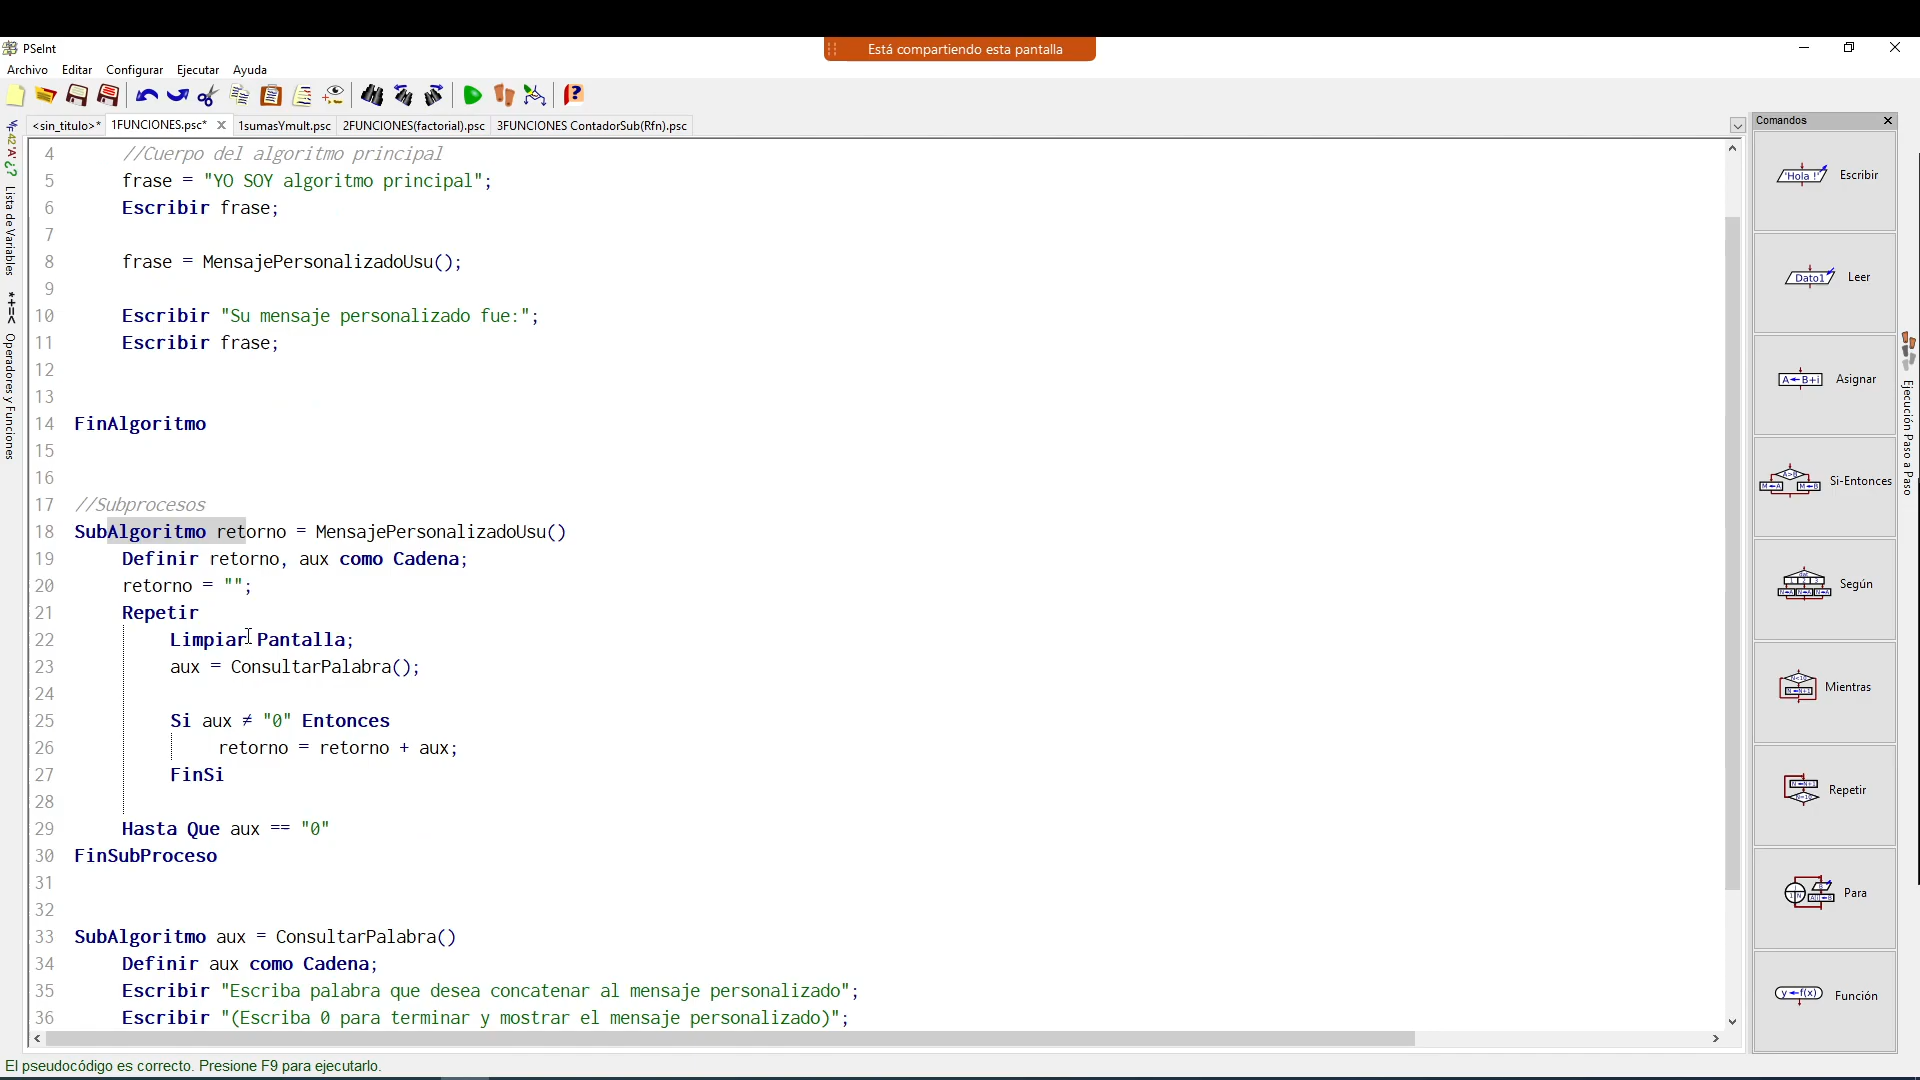 PSeInt
Está compartiendo esta pantalla
Archivo Editar Configurar Ejecutar Ayuda
<sin_titulo>* 1FUNCIONES.psc* 1sumasYmult.psc 2FUNCIONES(factorial).psc 3FUNCIONES ContadorSub(Rfn).psc
Comandos
4 //Cuerpo del algoritmo principal
5 frase = "YO SOY algoritmo principal";
6 Escribir frase;
7
8 frase = MensajePersonalizadoUsu();
9
10 Escribir "Su mensaje personalizado fue:";
11 Escribir frase;
12
13
14 FinAlgoritmo
15
16
17 //Subprocesos
18 SubAlgoritmo retorno = MensajePersonalizadoUsu()
19 Definir retorno, aux como Cadena;
20 retorno = "";
21 Repetir
22 Limpiar Pantalla;
23 aux = ConsultarPalabra();
24
25 Si aux ≠ "0" Entonces
26 retorno = retorno + aux;
27 FinSi
28
29 Hasta Que aux == "0"
30 FinSubProceso
31
32
33 SubAlgoritmo aux = ConsultarPalabra()
34 Definir aux como Cadena;
35 Escribir "Escriba palabra que desea concatenar al mensaje personalizado";
36 Escribir "(Escriba 0 para terminar y mostrar el mensaje personalizado)";
Lista de Variables
*+=<
Operadores y Funciones
'Hola !' Escribir
Dato1 Leer
A←B+i Asignar
Si-Entonces
Según
Mientras
Repetir
Para
y←f(x) Función
Ejecución Paso a Paso
El pseudocódigo es correcto. Presione F9 para ejecutarlo.